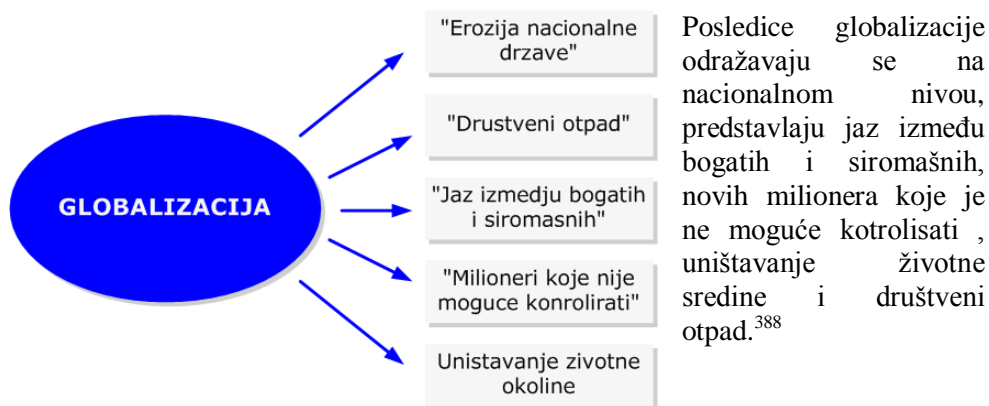 GLOBALIZACIJA
"Erozija nacionalne
drzave"
"Drustveni otpad"
"Jaz izmedju bogatih
i siromasnih"
"Milioneri koje nije
moguce konrolirati"
Unistavanje zivotne
okoline
Posledice globalizacije
odražavaju se na
nacionalnom nivou,
predstavlaju jaz između
bogatih i siromašnih,
novih milionera koje je
ne moguće kotrolisati ,
uništavanje životne
sredine i društveni
otpad.388